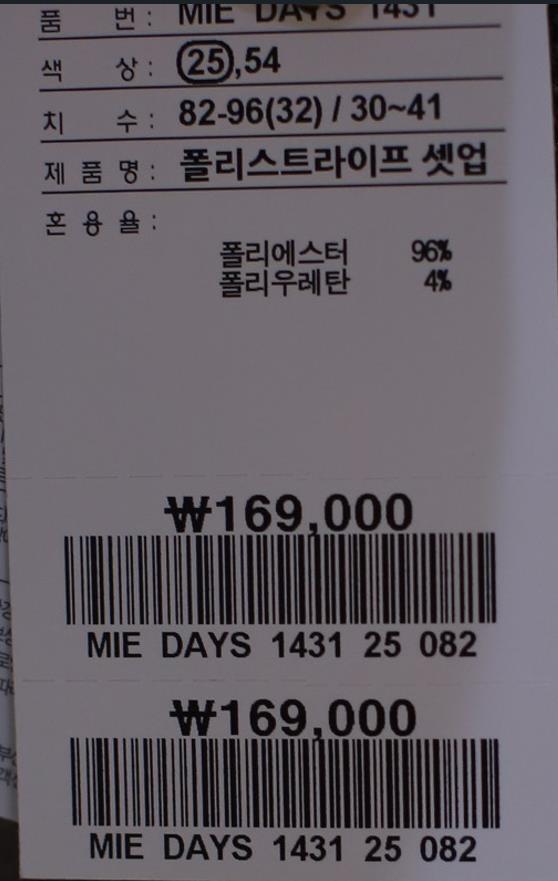 품 번 : MIE DAYS 1431
색 상 : 25,54
치 수 : 82-96(32) / 30~41
제 품 명 : 폴리스트라이프 셋업
혼 용 율 :
폴리에스터 96%
폴리우레탄 4%
₩169,000
MIE DAYS 1431 25 082
₩169,000
MIE DAYS 1431 25 082